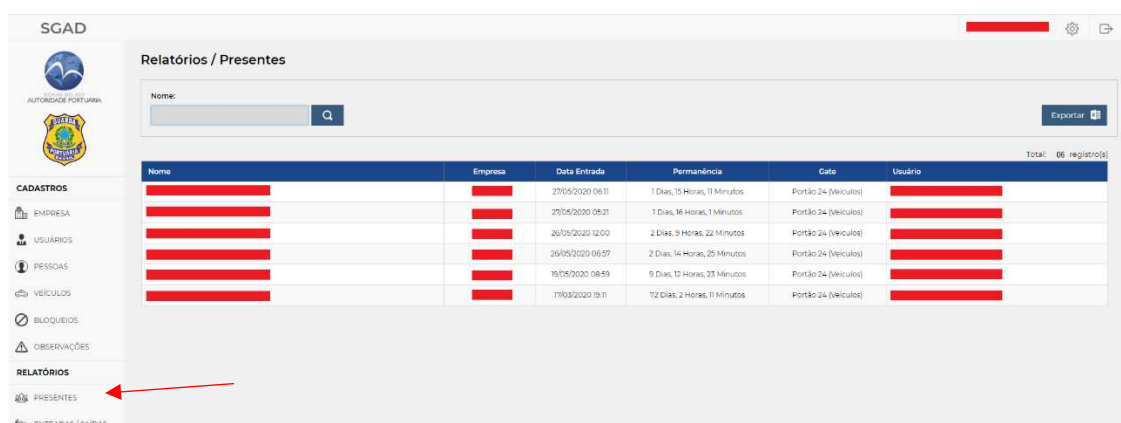 SGAD
Relatórios / Presentes
AUTORIDADE PORTUÁRIA
GUARDA
PORTUÁRIA
BRASIL
Nome:
Exportar
Total: 06 registro(s)
Nome Empresa Data Entrada Permanência Gate Usuário
27/05/2020 06:11 1 Dias, 15 Horas, 11 Minutos Portão 24 (Veículos)
27/05/2020 05:21 1 Dias, 16 Horas, 1 Minutos Portão 24 (Veículos)
26/05/2020 12:00 2 Dias, 9 Horas, 22 Minutos Portão 24 (Veículos)
26/05/2020 06:57 2 Dias, 14 Horas, 25 Minutos Portão 24 (Veículos)
19/05/2020 08:59 9 Dias, 12 Horas, 23 Minutos Portão 24 (Veículos)
17/03/2020 19:11 72 Dias, 2 Horas, 11 Minutos Portão 24 (Veículos)
CADASTROS
EMPRESA
USUÁRIOS
PESSOAS
VEÍCULOS
BLOQUEIOS
OBSERVAÇÕES
RELATÓRIOS
PRESENTES
ENTRADAS / SAÍDAS